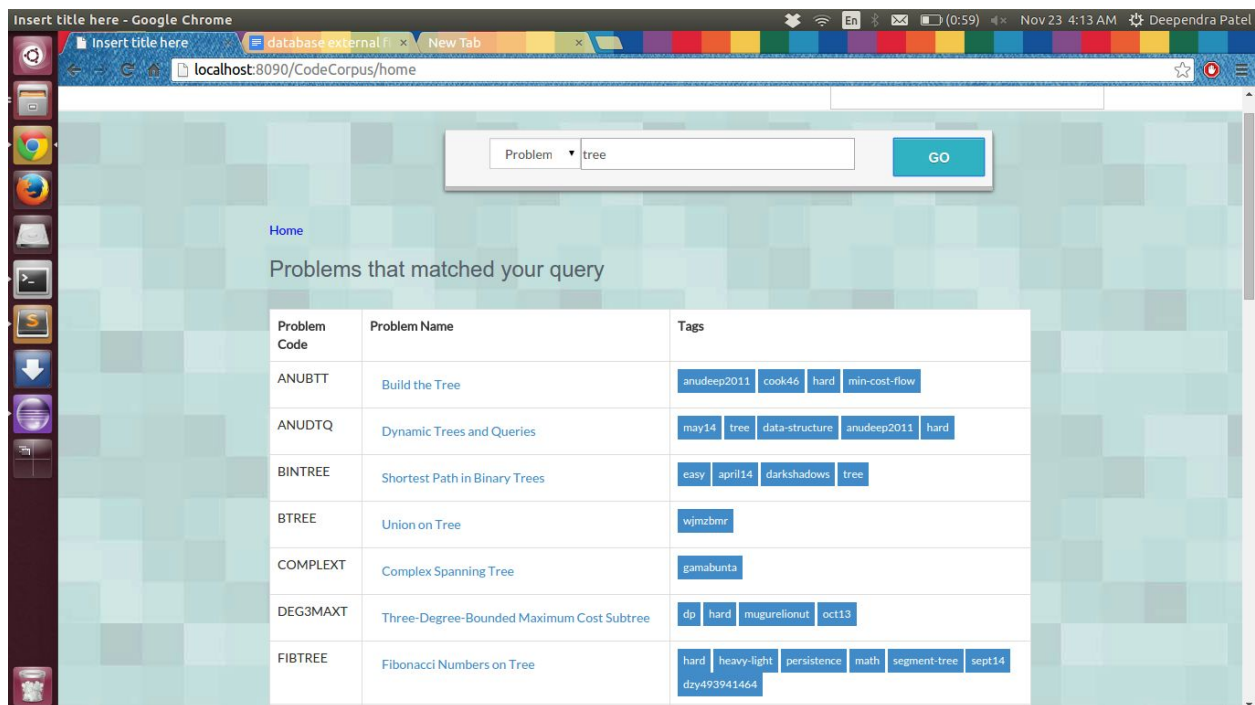 Insert title here - Google Chrome
En
(0:59)
Nov 23 4:13 AM
Deependra Patel
Insert title here
database external f
New Tab
localhost:8090/CodeCorpus/home
Problem
tree
GO
Home
Problems that matched your query
Problem Code
Problem Name
Tags
ANUBTT
Build the Tree
anudeep2011 cook46 hard min-cost-flow
ANUDTQ
Dynamic Trees and Queries
may14 tree data-structure anudeep2011 hard
BINTREE
Shortest Path in Binary Trees
easy april14 darkshadows tree
BTREE
Union on Tree
wjmzbmr
COMPLEXT
Complex Spanning Tree
gamabunta
DEG3MAXT
Three-Degree-Bounded Maximum Cost Subtree
dp hard mugurelionut oct13
FIBTREE
Fibonacci Numbers on Tree
hard heavy-light persistence math segment-tree sept14
dzy493941464